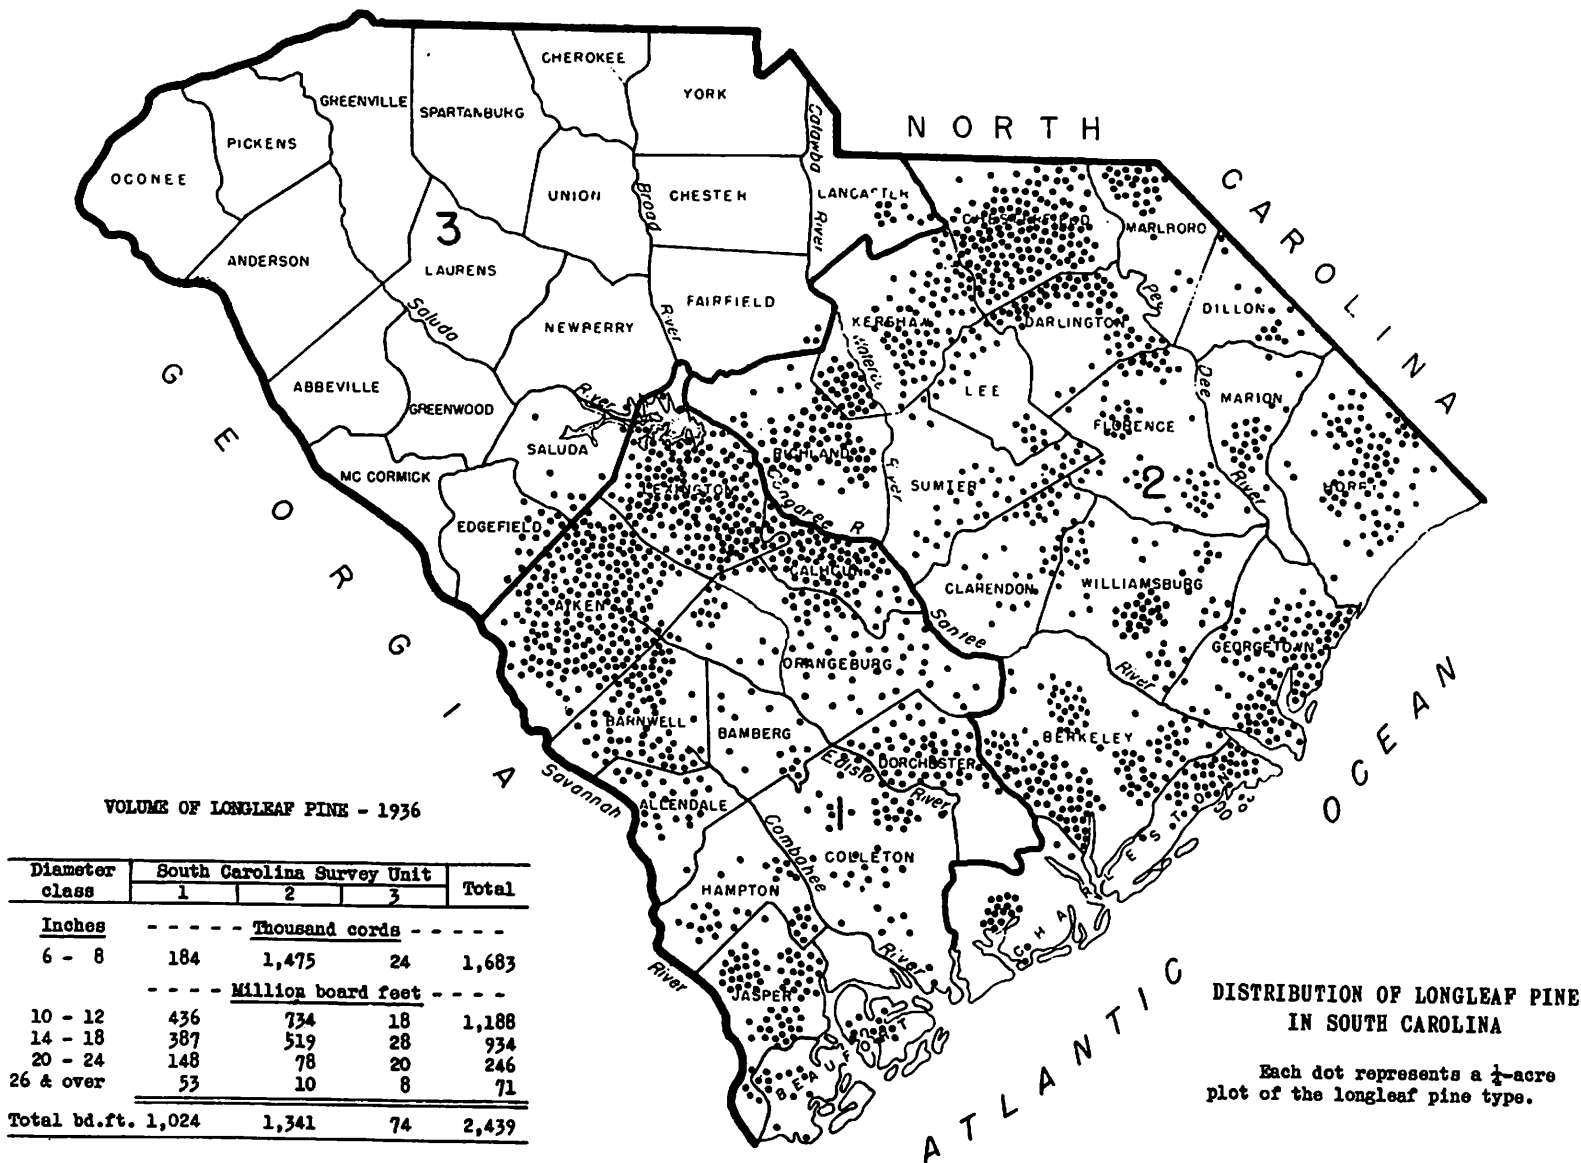 NORTH
CAROLINA
GEORGIA
ATLANTIC
OCEAN
CHEROKEE
YORK
GREENVILLE
SPARTANBURG
PICKENS
OCONEE
UNION
CHESTER
LANCASTER
Broad
Catawba
River
CHESTERFIELD
MARLBORO
3
ANDERSON
LAURENS
FAIRFIELD
River
NEWBERRY
Saluda
River
KERSHAW
DARLINGTON
Pee
DILLON
ABBEVILLE
GREENWOOD
LEE
Dee
River
MARION
FLORENCE
SALUDA
RICHLAND
River
MC CORMICK
LEXINGTON
SUMTER
2
HORRY
EDGEFIELD
Congaree R
CALHOUN
CLARENDON
WILLIAMSBURG
AIKEN
Santee
River
ORANGEBURG
GEORGETOWN
BARNWELL
BAMBERG
BERKELEY
Edisto
River
DORCHESTER
Savannah
River
ALLENDALE
1
COLLETON
Combahee
River
HAMPTON
CHARLESTON
JASPER
BEAUFORT
VOLUME OF LONGLEAF PINE - 1936
Diameter class South Carolina Survey Unit Total
1 2 3
Inches - - - - - Thousand cords - - - - -
6 - 8 184 1,475 24 1,683
- - - - Million board feet - - - -
10 - 12 436 734 18 1,188
14 - 18 387 519 28 934
20 - 24 148 78 20 246
26 & over 53 10 8 71
Total bd.ft. 1,024 1,341 74 2,439
DISTRIBUTION OF LONGLEAF PINE
IN SOUTH CAROLINA
Each dot represents a ¼-acre
plot of the longleaf pine type.